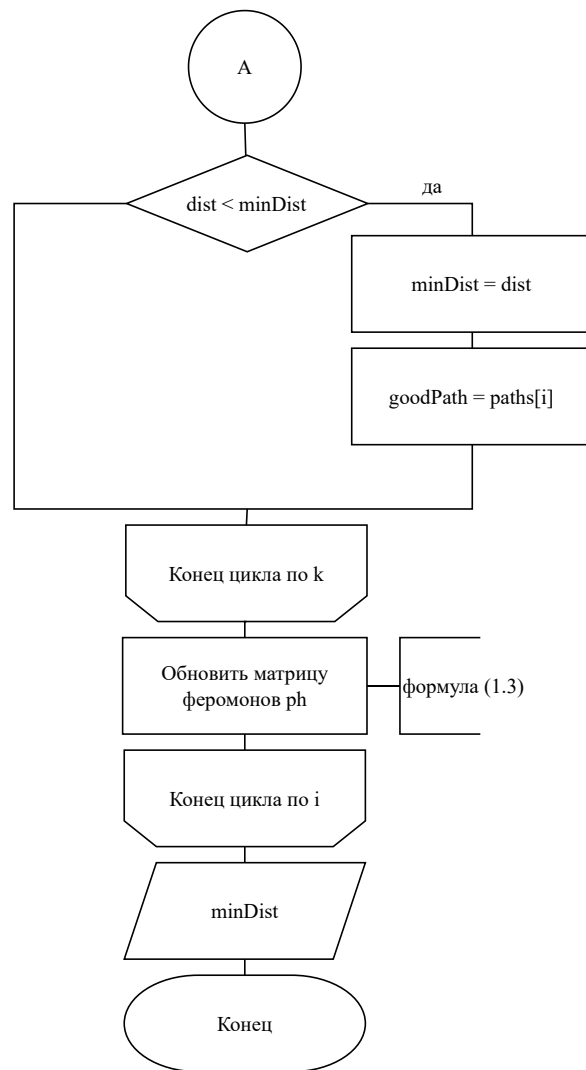 А
dist < minDist
да
minDist = dist
goodPath = paths[i]
Конец цикла по k
Обновить матрицу
феромонов ph
формула (1.3)
Конец цикла по i
minDist
Конец